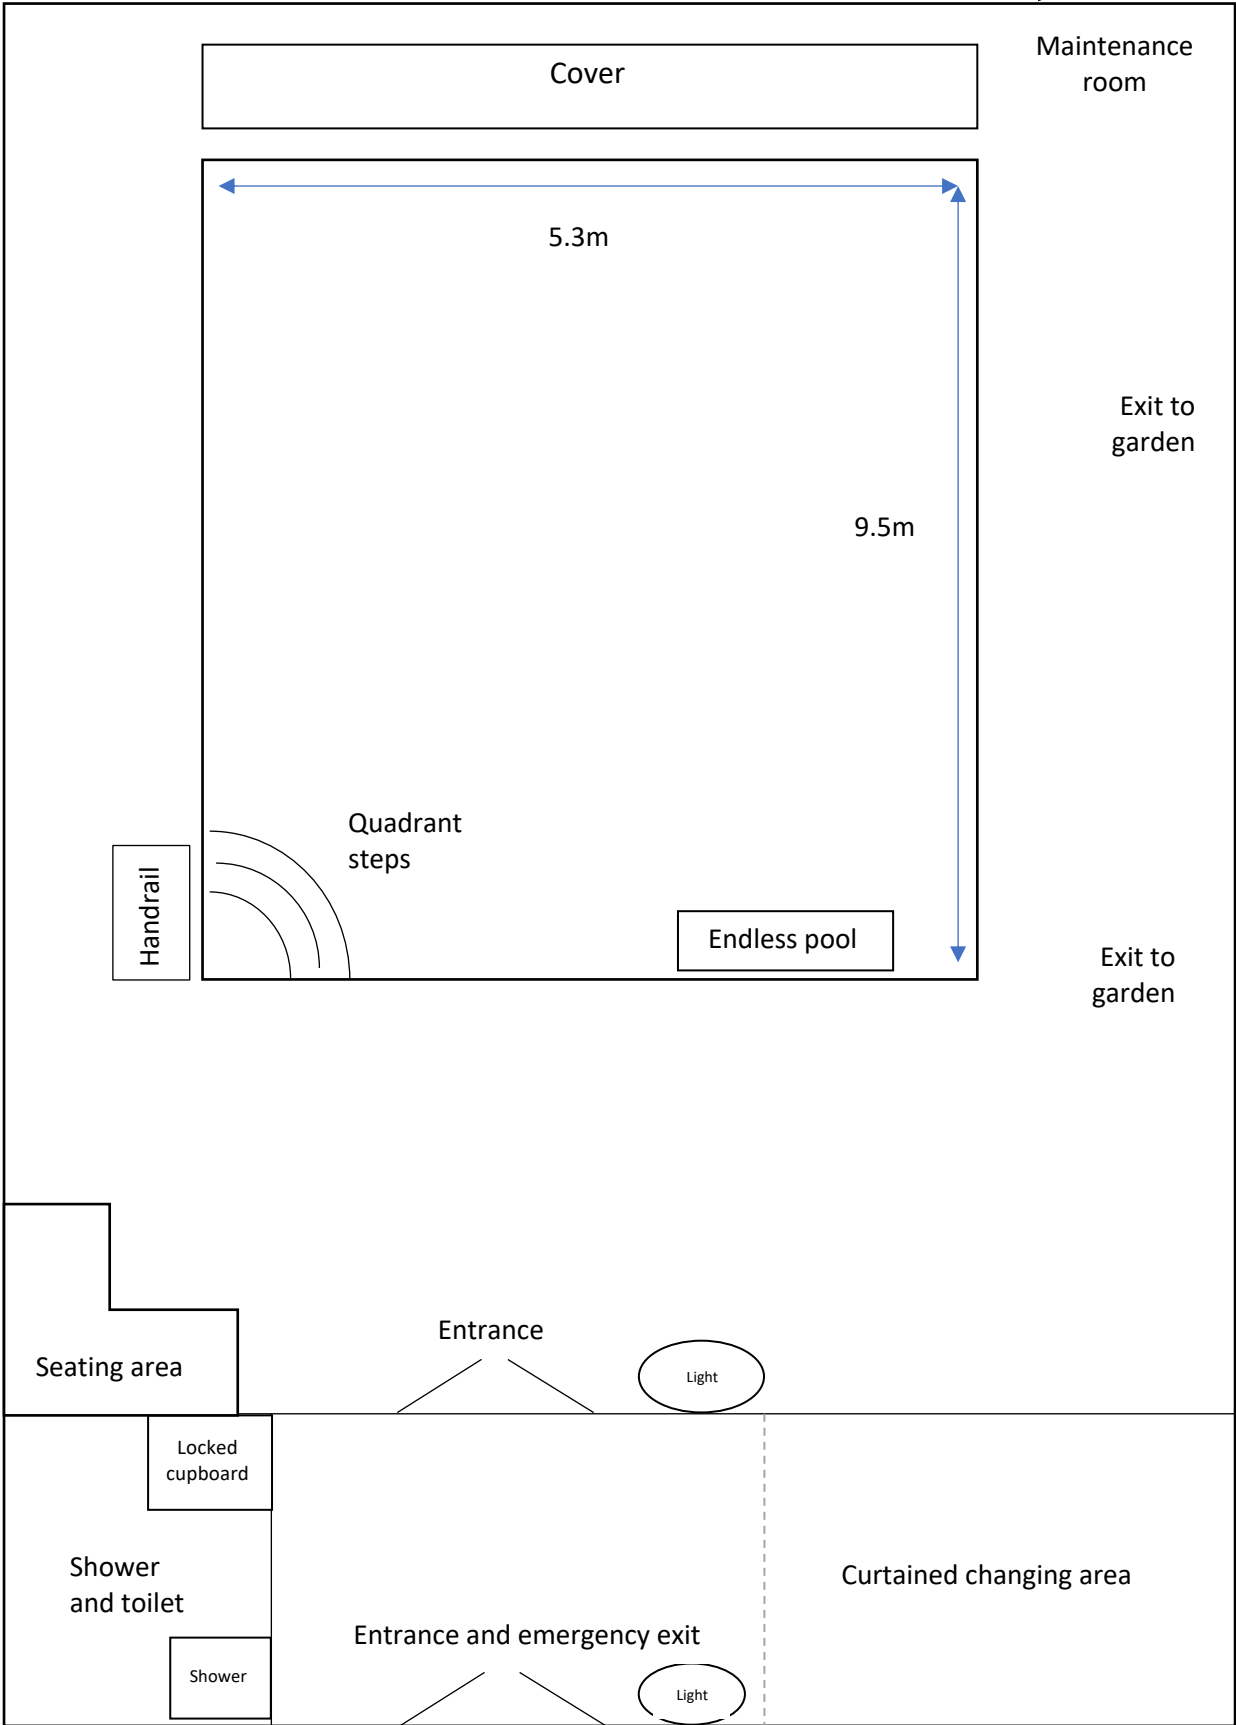 Maintenance
room
Cover
5.3m
Exit to
garden
9.5m
Quadrant
steps
Handrail
Endless pool
Exit to
garden
Entrance
Seating area
Light
Locked
cupboard
Shower
and toilet
Curtained changing area
Entrance and emergency exit
Shower
Light